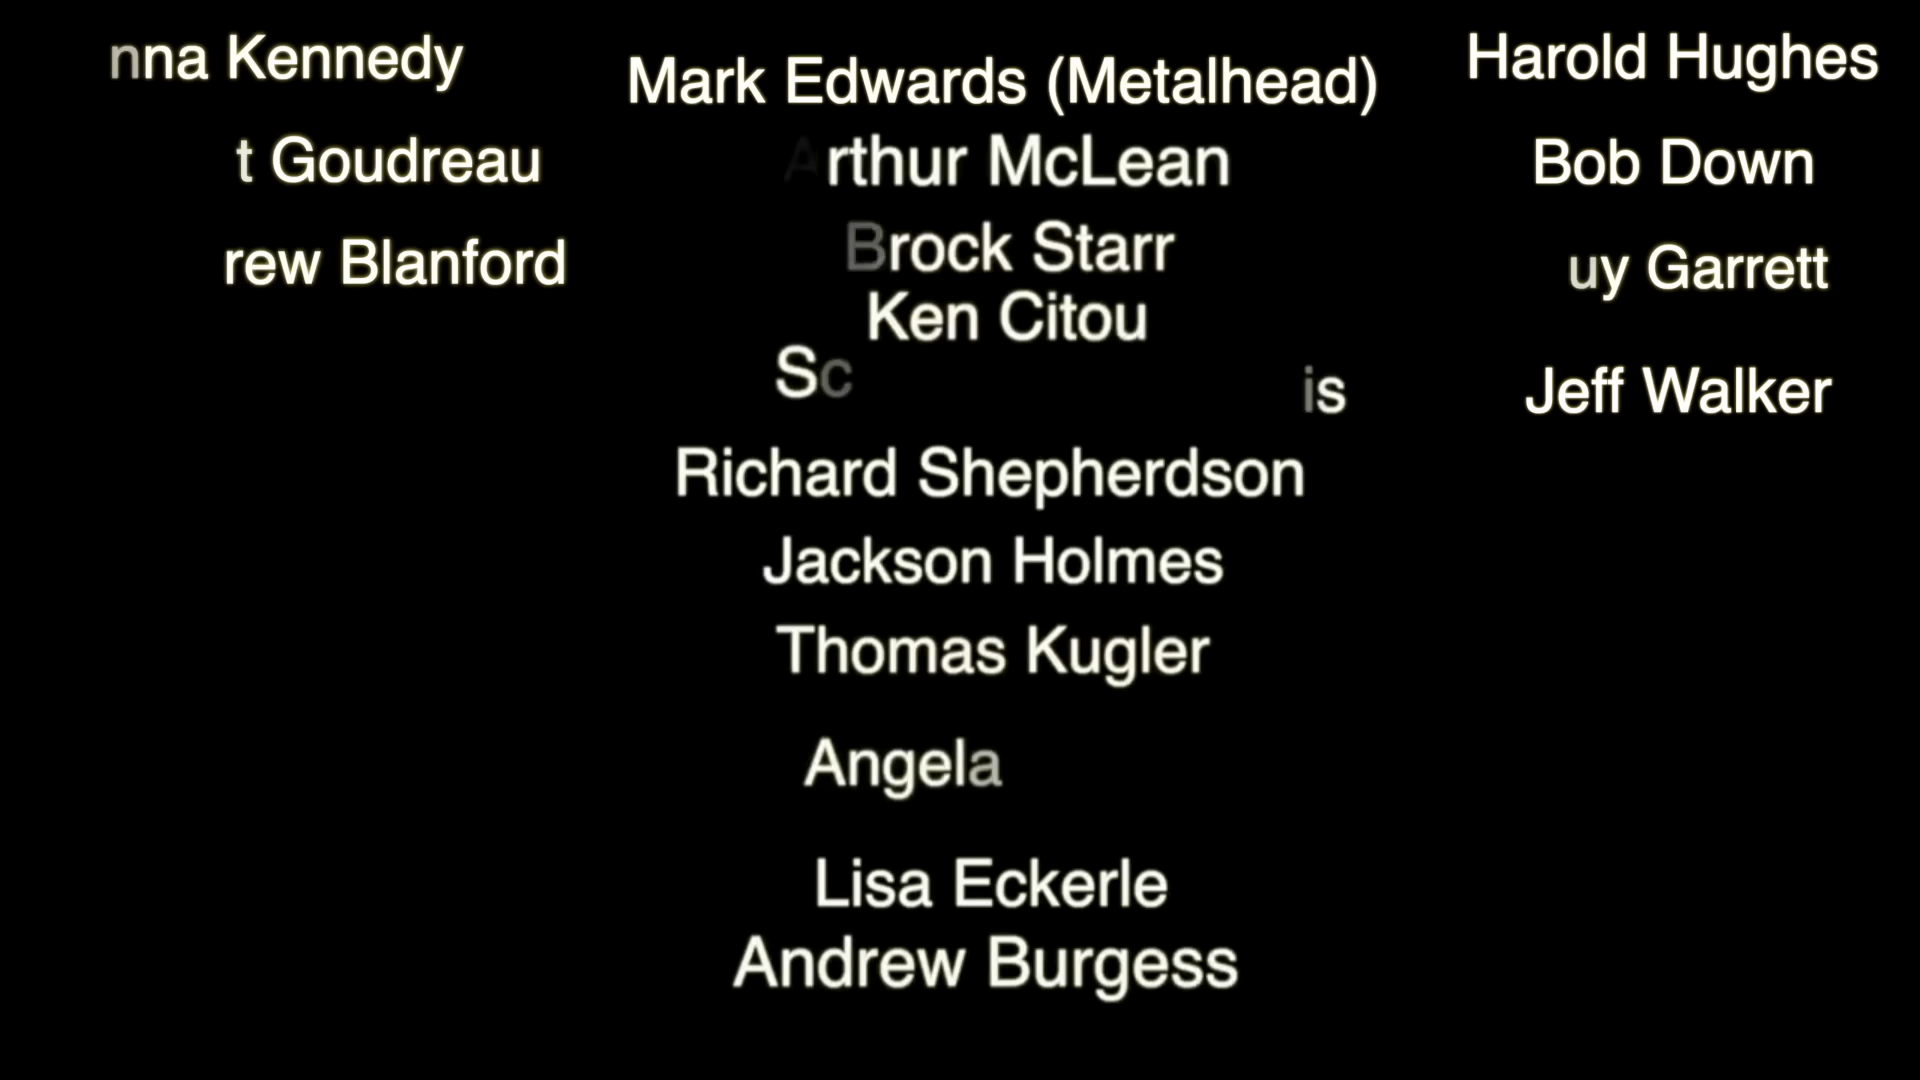 nna Kennedy
t Goudreau
rew Blanford
Mark Edwards (Metalhead)
Arthur McLean
Brock Starr
Ken Citou
Sc
is
Richard Shepherdson
Jackson Holmes
Thomas Kugler
Angela
Lisa Eckerle
Andrew Burgess
Harold Hughes
Bob Down
uy Garrett
Jeff Walker